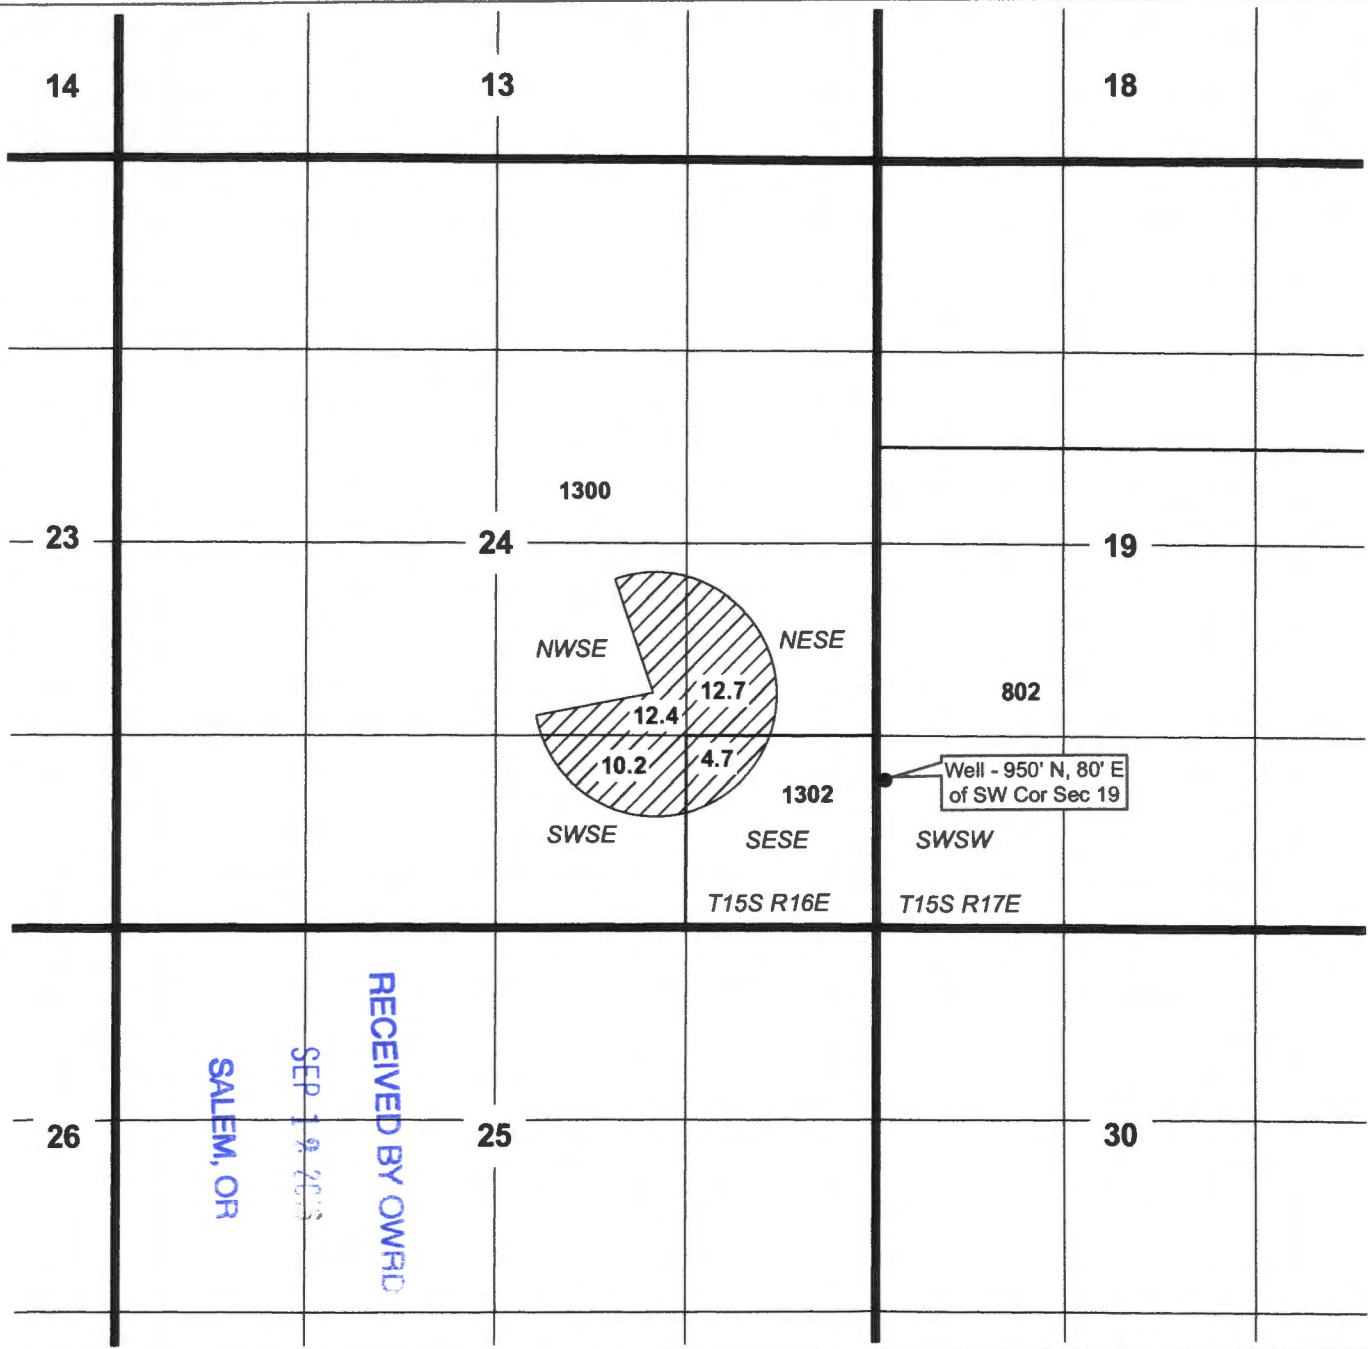 14
13
18
1300
23
24
19
NWSE
NESE
12.7
802
12.4
10.2
4.7
Well - 950' N, 80' E
of SW Cor Sec 19
1302
SWSE
SESE
SWSW
T15S R16E
T15S R17E
RECEIVED BY OWRD
SEP
SALEM, OR
26
25
30